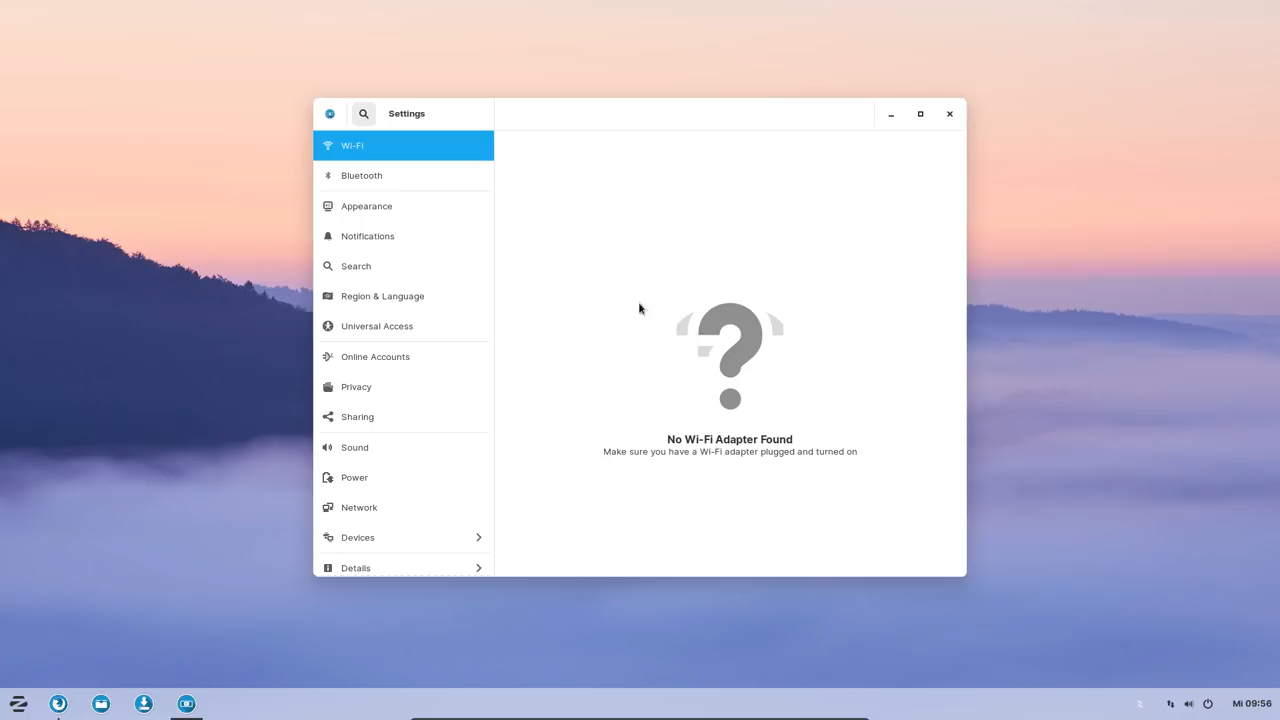 Settings
Wi-Fi
Bluetooth
Appearance
Notifications
Search
Region & Language
Universal Access
Online Accounts
Privacy
Sharing
Sound
Power
Network
Devices
Details
No Wi-Fi Adapter Found
Make sure you have a Wi-Fi adapter plugged and turned on
Mi 09:56